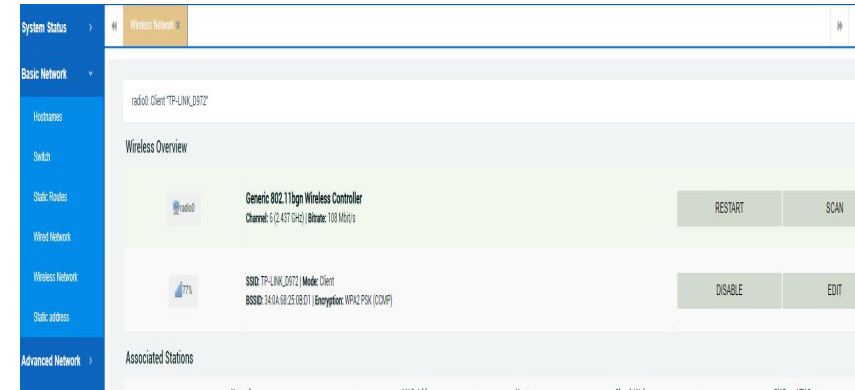 System Status
Wireless Network ×
Basic Network
Hostnames
Switch
Static Routes
Wired Network
Wireless Network
Static address
Advanced Network
radio0: Client "TP-LINK_D972"
Wireless Overview
radio0
Generic 802.11bgn Wireless Controller
Channel: 6 (2.437 GHz) | Bitrate: 108 Mbit/s
RESTART
SCAN
77%
SSID: TP-LINK_D972 | Mode: Client
BSSID: 34:0A:68:25:0B:D1 | Encryption: WPA2 PSK (CCMP)
DISABLE
EDIT
Associated Stations